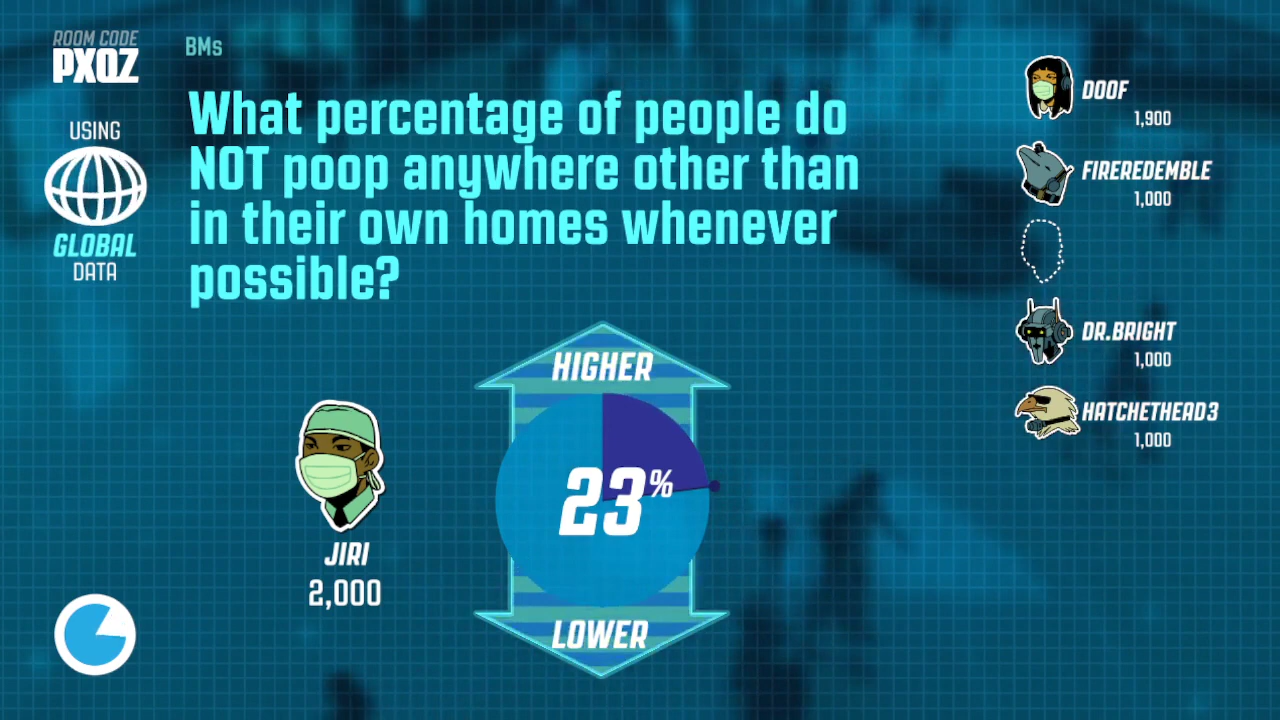 ROOM CODE
PXQZ
BMs
USING
GLOBAL
DATA
What percentage of people do
NOT poop anywhere other than
in their own homes whenever
possible?
HIGHER
23%
LOWER
JIRI
2,000
DOOF
1,900
FIREREDEMBLE
1,000
DR.BRIGHT
1,000
HATCHETHEAD3
1,000